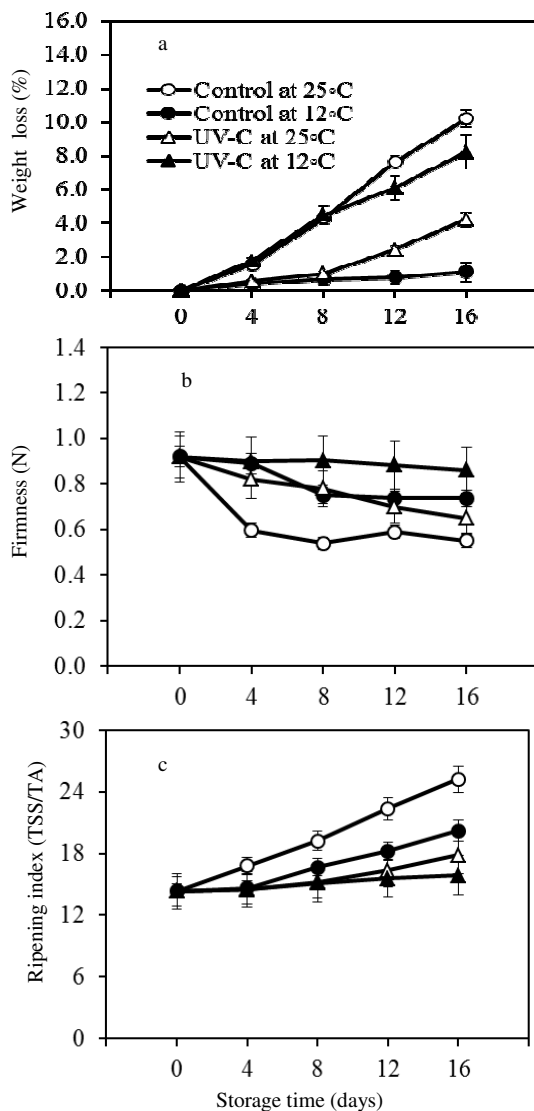 a
Weight loss (%)
16.0
14.0
12.0
10.0
8.0
6.0
4.0
2.0
0.0
Control at 25◦C
Control at 12◦C
UV-C at 25◦C
UV-C at 12◦C
0 4 8 12 16
b
Firmness (N)
1.4
1.2
1.0
0.8
0.6
0.4
0.2
0.0
0 4 8 12 16
c
Ripening index (TSS/TA)
30
24
18
12
6
0
0 4 8 12 16
Storage time (days)